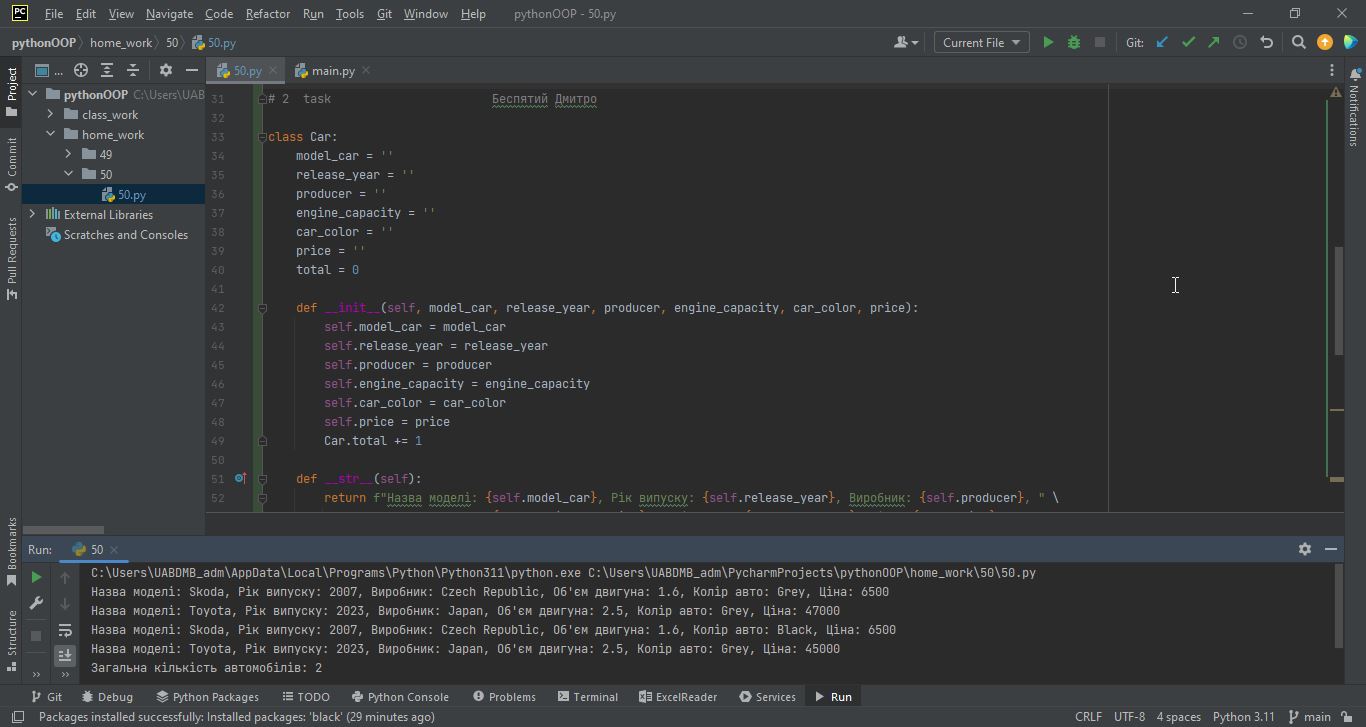 PC File Edit View Navigate Code Refactor Run Tools Git Window Help pythonOOP - 50.py
pythonOOP home_work 50 50.py Current File Git:
... 50.py main.py
Project
Commit
Pull Requests
Bookmarks
Structure
Notifications
pythonOOP C:\Users\UAB
class_work
home_work
49
50
50.py
External Libraries
Scratches and Consoles
31 # 2 task Беспятий Дмитро
32
33 class Car:
34 model_car = ''
35 release_year = ''
36 producer = ''
37 engine_capacity = ''
38 car_color = ''
39 price = ''
40 total = 0
41
42 def __init__(self, model_car, release_year, producer, engine_capacity, car_color, price):
43 self.model_car = model_car
44 self.release_year = release_year
45 self.producer = producer
46 self.engine_capacity = engine_capacity
47 self.car_color = car_color
48 self.price = price
49 Car.total += 1
50
51 def __str__(self):
52 return f"Назва моделі: {self.model_car}, Рік випуску: {self.release_year}, Виробник: {self.producer}, " \
Run: 50
C:\Users\UABDMB_adm\AppData\Local\Programs\Python\Python311\python.exe C:\Users\UABDMB_adm\PycharmProjects\pythonOOP\home_work\50\50.py
Назва моделі: Skoda, Рік випуску: 2007, Виробник: Czech Republic, Об'єм двигуна: 1.6, Колір авто: Grey, Ціна: 6500
Назва моделі: Toyota, Рік випуску: 2023, Виробник: Japan, Об'єм двигуна: 2.5, Колір авто: Grey, Ціна: 47000
Назва моделі: Skoda, Рік випуску: 2007, Виробник: Czech Republic, Об'єм двигуна: 1.6, Колір авто: Black, Ціна: 6500
Назва моделі: Toyota, Рік випуску: 2023, Виробник: Japan, Об'єм двигуна: 2.5, Колір авто: Grey, Ціна: 45000
Загальна кількість автомобілів: 2
Git Debug Python Packages TODO Python Console Problems Terminal ExcelReader Services Run
Packages installed successfully: Installed packages: 'black' (29 minutes ago) CRLF UTF-8 4 spaces Python 3.11 main